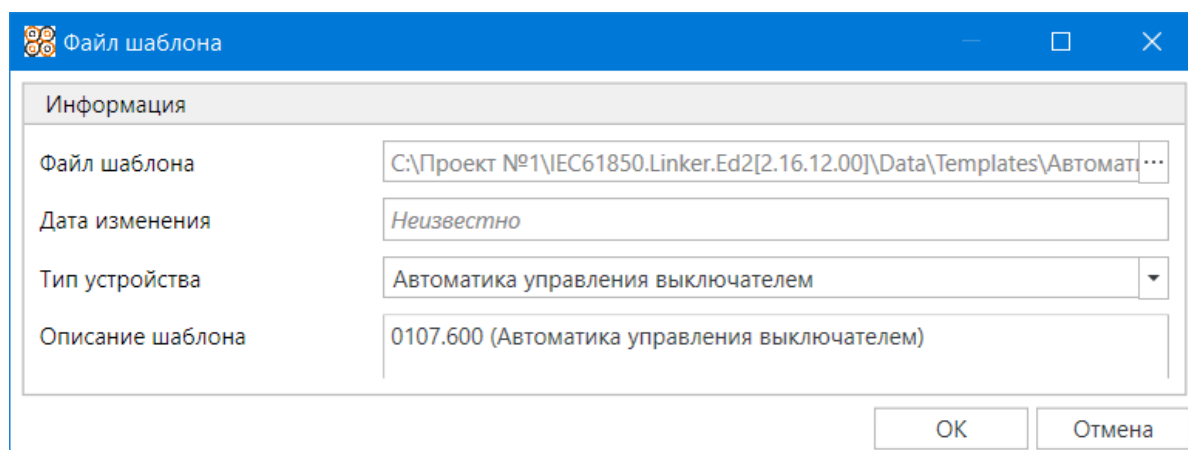 Файл шаблона
Информация
Файл шаблона C:\Проект №1\IEC61850.Linker.Ed2[2.16.12.00]\Data\Templates\Автомати ...
Дата изменения Неизвестно
Тип устройства Автоматика управления выключателем
Описание шаблона 0107.600 (Автоматика управления выключателем)
ОК Отмена